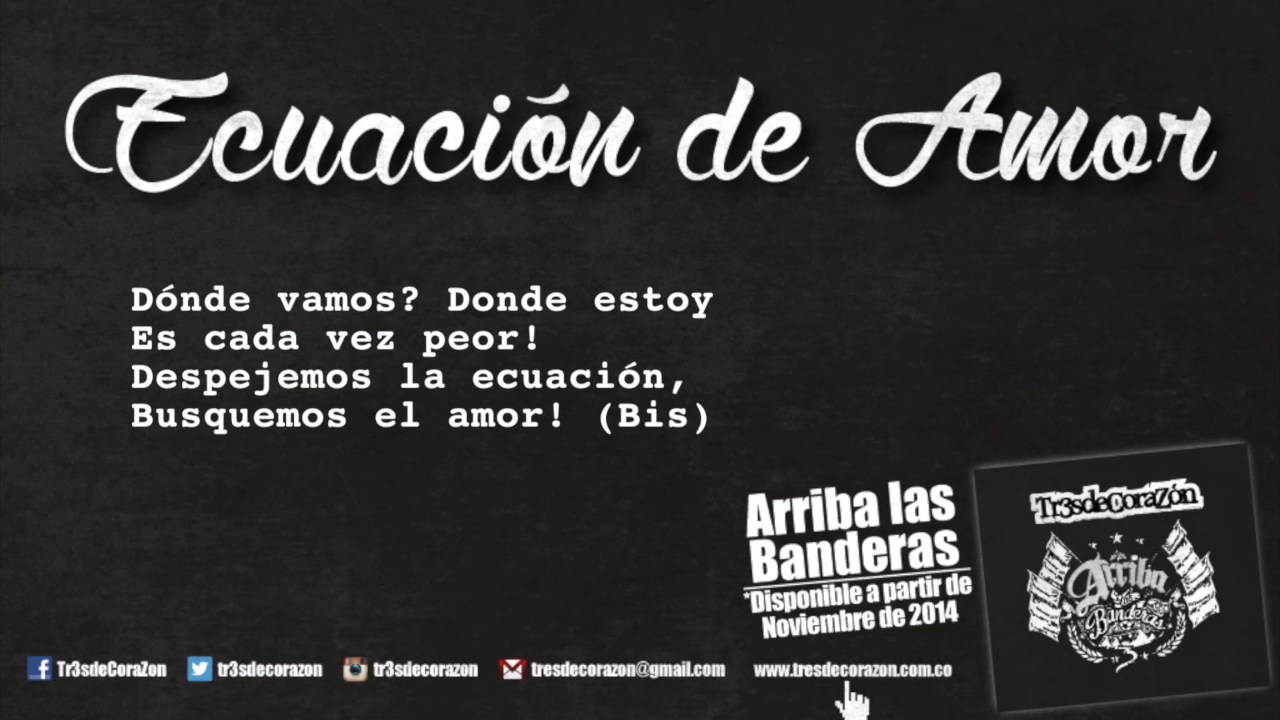 Ecuación de Amor
Dónde vamos? Donde estoy
Es cada vez peor!
Despejemos la ecuación,
Busquemos el amor! (Bis)
Arriba las
Banderas
*Disponible a partir de
Noviembre de 2014
Tr3sdeCoraZón
Arriba
las
Banderas
Tr3sdeCoraZon tr3sdecorazon tr3sdecorazon tresdecorazon@gmail.com www.tresdecorazon.com.co